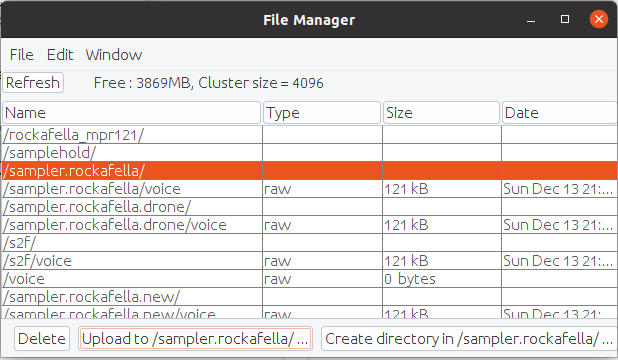 File Manager
File Edit Window
Refresh Free : 3869MB, Cluster size = 4096
Name Type Size Date
/rockafella_mpr121/
/samplehold/
/sampler.rockafella/
/sampler.rockafella/voice raw 121 kB Sun Dec 13 21:...
/sampler.rockafella.drone/
/sampler.rockafella.drone/voice raw 121 kB Sun Dec 13 21:...
/s2f/
/s2f/voice raw 121 kB Sun Dec 13 21:...
/voice raw 0 bytes
/sampler.rockafella.new/
/sampler.rockafella.new/voice raw 121 kB Sun Dec 13 21:...
Delete Upload to /sampler.rockafella/ ... Create directory in /sampler.rockafella/ ...